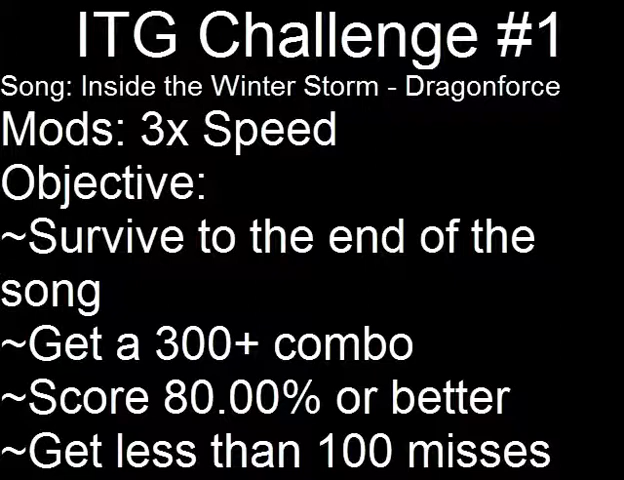 ITG Challenge #1
Song: Inside the Winter Storm - Dragonforce
Mods: 3x Speed
Objective:
~Survive to the end of the
song
~Get a 300+ combo
~Score 80.00% or better
~Get less than 100 misses